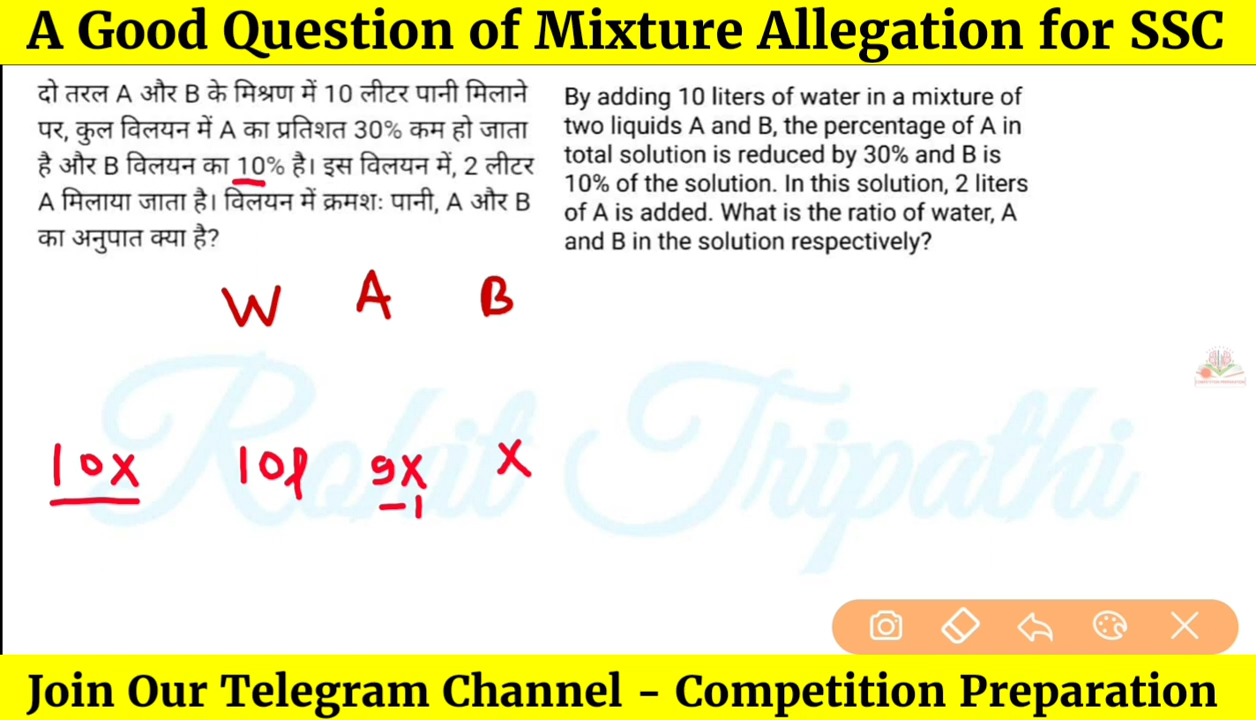 A Good Question of Mixture Allegation for SSC
दो तरल A और B के मिश्रण में 10 लीटर पानी मिलाने
पर, कुल विलयन में A का प्रतिशत 30% कम हो जाता
है और B विलयन का 10% है। इस विलयन में, 2 लीटर
A मिलाया जाता है। विलयन में क्रमशः पानी, A और B
का अनुपात क्या है?
By adding 10 liters of water in a mixture of
two liquids A and B, the percentage of A in
total solution is reduced by 30% and B is
10% of the solution. In this solution, 2 liters
of A is added. What is the ratio of water, A
and B in the solution respectively?
W A B
Rohit Tripathi
10x 10l 9x x
-1
Join Our Telegram Channel - Competition Preparation